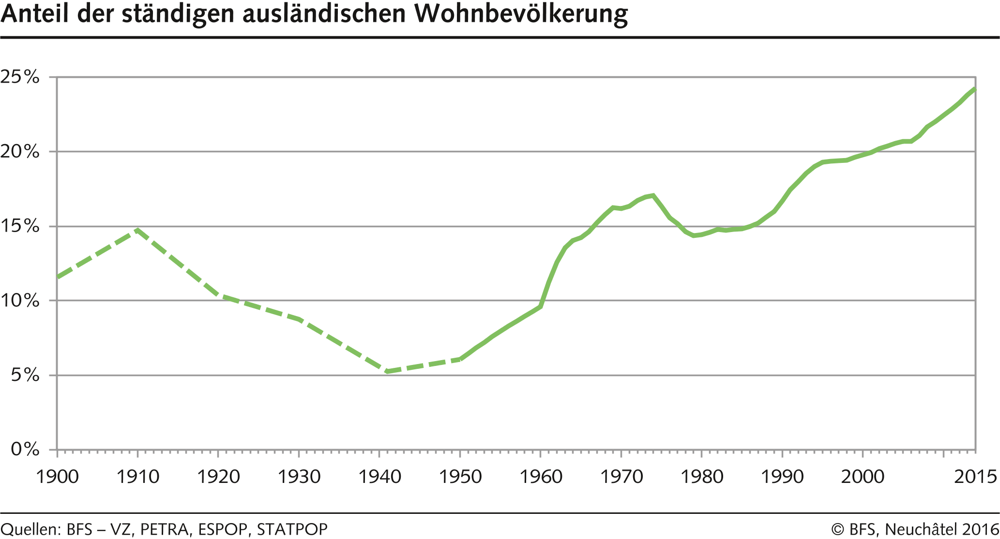 Anteil der ständigen ausländischen Wohnbevölkerung
25%
20%
15%
10%
5%
0%
1900 1910 1920 1930 1940 1950 1960 1970 1980 1990 2000 2015
Quellen: BFS – VZ, PETRA, ESPOP, STATPOP © BFS, Neuchâtel 2016